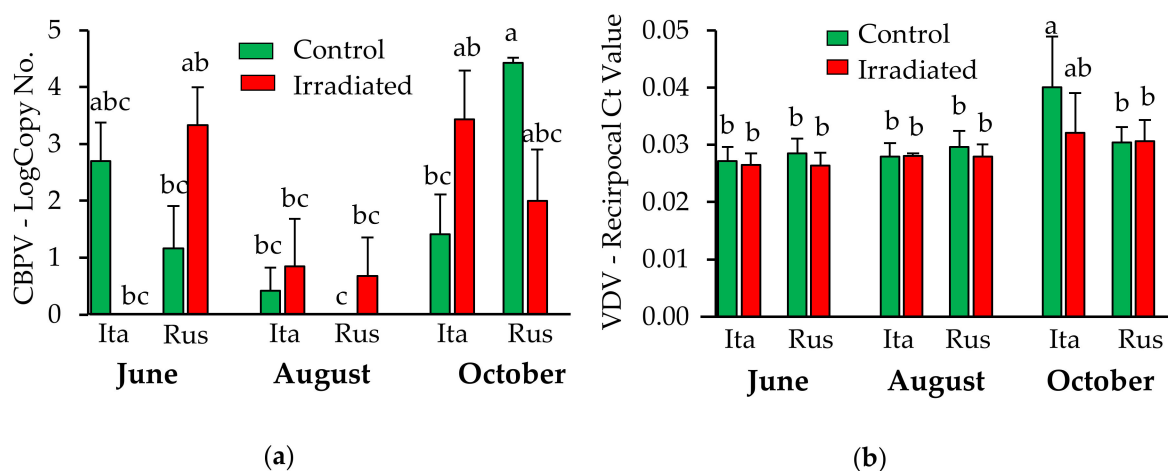 5
4
3
2
1
0
CBPV - LogCopy No.
Control
Irradiated
abc
bc
bc
ab
bc
bc
c
bc
bc
ab
a
abc
Ita Rus Ita Rus Ita Rus
June August October
(a)
0.05
0.04
0.03
0.02
0.01
0.00
VDV - Recirpocal Ct Value
Control
Irradiated
b
b
b
b
b
b
b
b
a
ab
b
b
Ita Rus Ita Rus Ita Rus
June August October
(b)